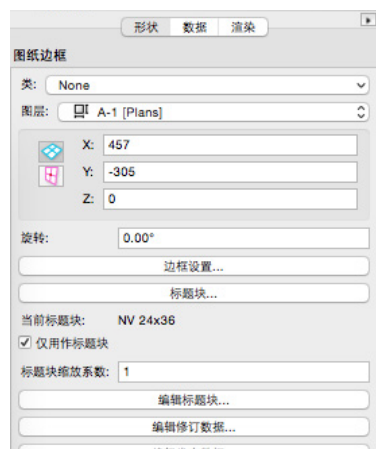 形状 数据 渲染
图纸边框
类: None
图层: A-1 [Plans]
X: 457
Y: -305
Z: 0
旋转: 0.00°
边框设置...
标题块...
当前标题块: NV 24x36
仅用作标题块
标题块缩放系数: 1
编辑标题块...
编辑修订数据...